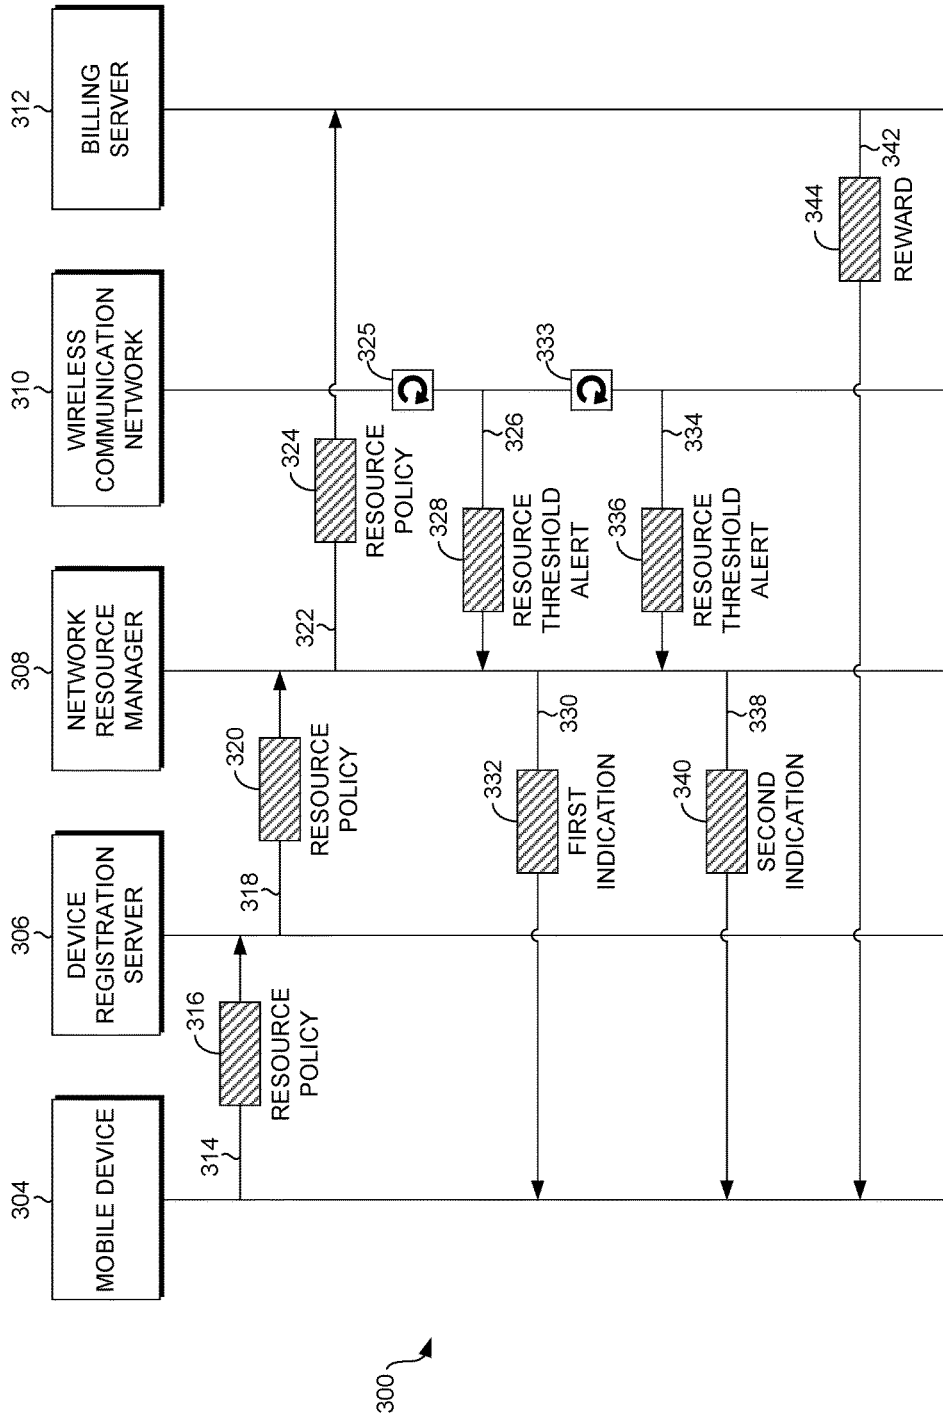 300
304
MOBILE DEVICE
306
DEVICE
REGISTRATION
SERVER
308
NETWORK
RESOURCE
MANAGER
310
WIRELESS
COMMUNICATION
NETWORK
312
BILLING
SERVER
314
316
RESOURCE
POLICY
318
320
RESOURCE
POLICY
322
324
RESOURCE
POLICY
325
326
328
RESOURCE
THRESHOLD
ALERT
330
332
FIRST
INDICATION
333
334
336
RESOURCE
THRESHOLD
ALERT
338
340
SECOND
INDICATION
342
344
REWARD